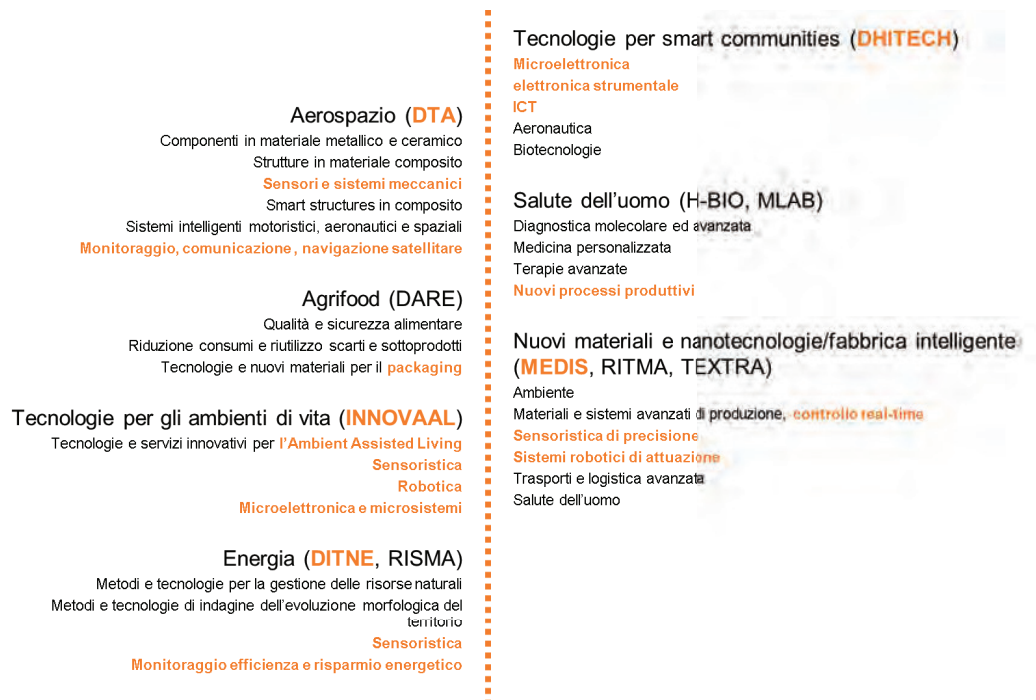 Aerospazio (DTA)
Componenti in materiale metallico e ceramico
Strutture in materiale composito
Sensori e sistemi meccanici
Smart structures in composito
Sistemi intelligenti motoristici, aeronautici e spaziali
Monitoraggio, comunicazione , navigazione satellitare
Agrifood (DARE)
Qualità e sicurezza alimentare
Riduzione consumi e riutilizzo scarti e sottoprodotti
Tecnologie e nuovi materiali per il packaging
Tecnologie per gli ambienti di vita (INNOVAAL)
Tecnologie e servizi innovativi per l'Ambient Assisted Living
Sensoristica
Robotica
Microelettronica e microsistemi
Energia (DITNE, RISMA)
Metodi e tecnologie per la gestione delle risorse naturali
Metodi e tecnologie di indagine dell'evoluzione morfologica del
territorio
Sensoristica
Monitoraggio efficienza e risparmio energetico
Tecnologie per smart communities (DHITECH)
Microelettronica
elettronica strumentale
ICT
Aeronautica
Biotecnologie
Salute dell'uomo (H-BIO, MLAB)
Diagnostica molecolare ed avanzata
Medicina personalizzata
Terapie avanzate
Nuovi processi produttivi
Nuovi materiali e nanotecnologie/fabbrica intelligente
(MEDIS, RITMA, TEXTRA)
Ambiente
Materiali e sistemi avanzati di produzione, controllo real-time
Sensoristica di precisione
Sistemi robotici di attuazione
Trasporti e logistica avanzata
Salute dell'uomo